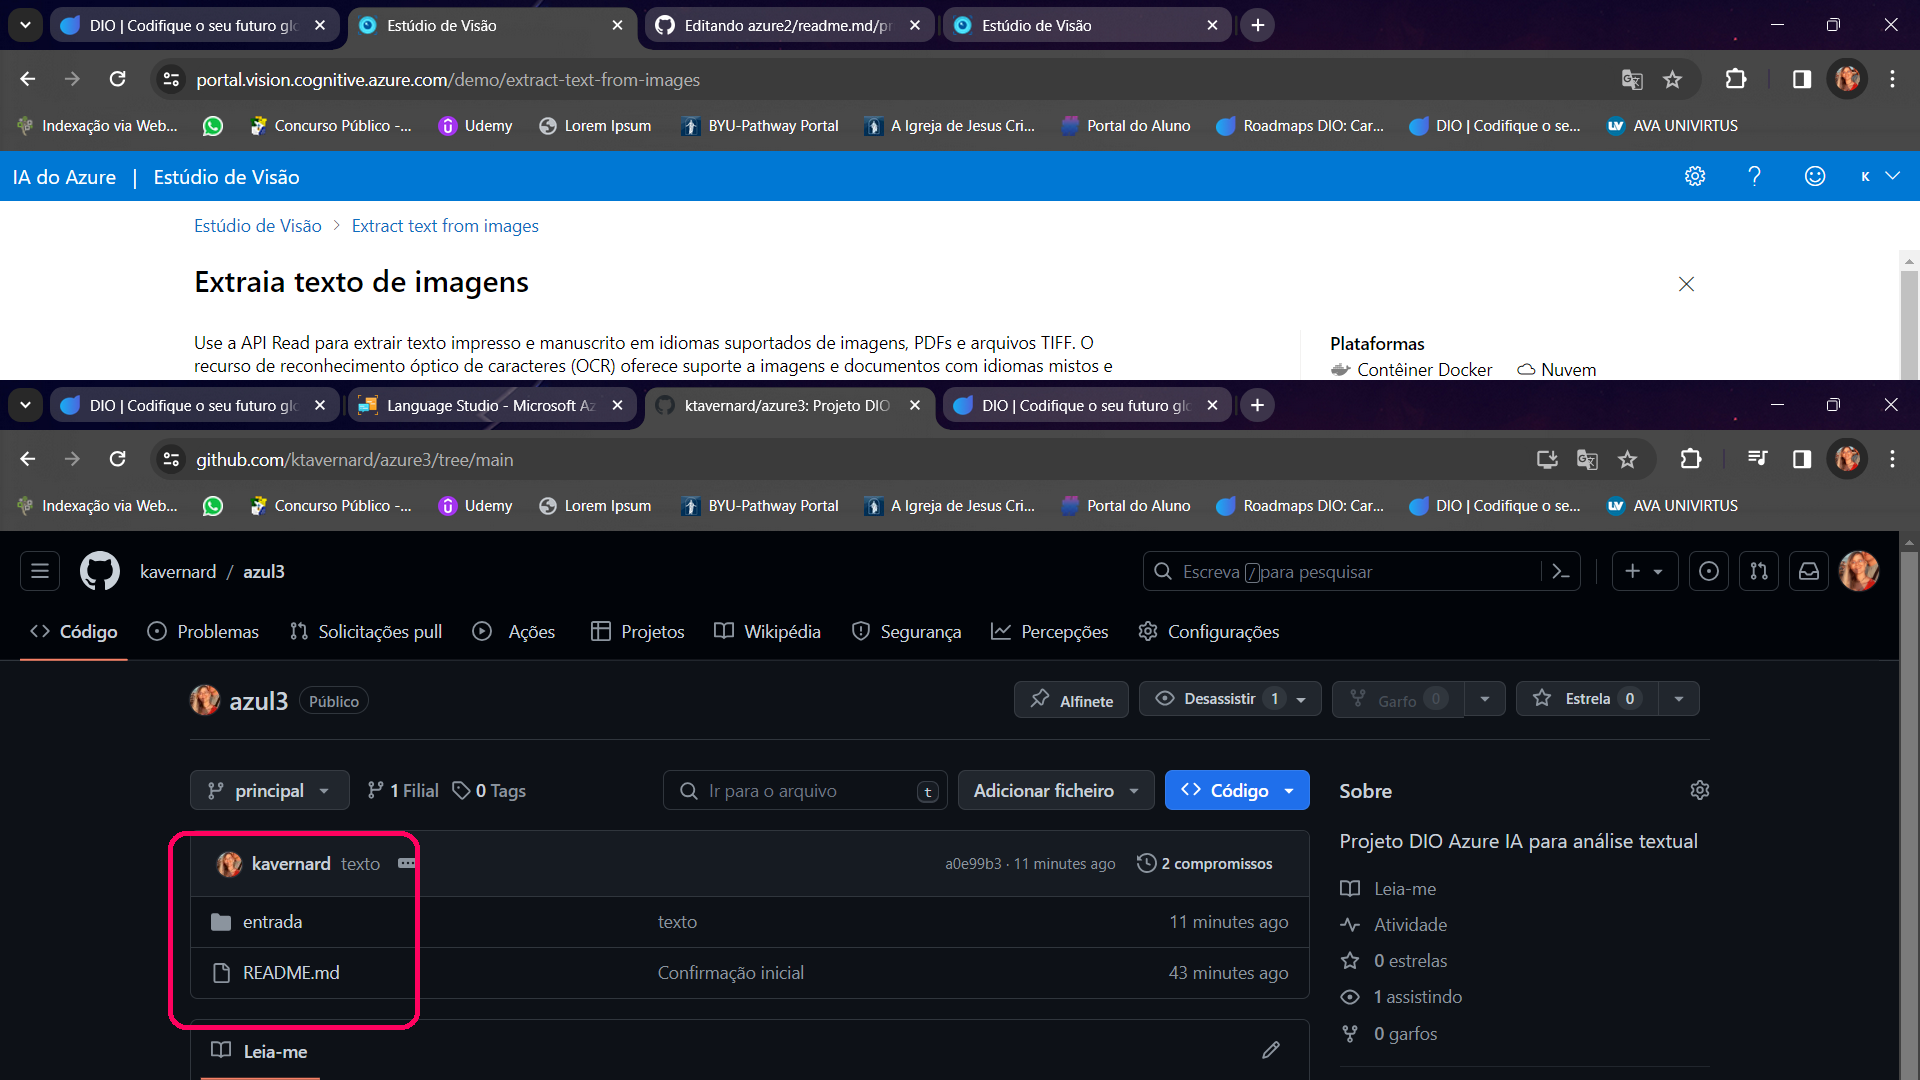 DIO | Codifique o seu futuro glo
Estúdio de Visão
Editando azure2/readme.md/pr
Estúdio de Visão
portal.vision.cognitive.azure.com/demo/extract-text-from-images
Indexação via Web...
Concurso Público -...
Udemy
Lorem Ipsum
BYU-Pathway Portal
A Igreja de Jesus Cri...
Portal do Aluno
Roadmaps DIO: Car...
DIO | Codifique o se...
AVA UNIVIRTUS
IA do Azure | Estúdio de Visão
K
Estúdio de Visão > Extract text from images
Extraia texto de imagens
Use a API Read para extrair texto impresso e manuscrito em idiomas suportados de imagens, PDFs e arquivos TIFF. O
recurso de reconhecimento óptico de caracteres (OCR) oferece suporte a imagens e documentos com idiomas mistos e
Plataformas
Contêiner Docker
Nuvem
DIO | Codifique o seu futuro glo
Language Studio - Microsoft Az
ktavernard/azure3: Projeto DIO
DIO | Codifique o seu futuro glo
github.com/ktavernard/azure3/tree/main
Indexação via Web...
Concurso Público -...
Udemy
Lorem Ipsum
BYU-Pathway Portal
A Igreja de Jesus Cri...
Portal do Aluno
Roadmaps DIO: Car...
DIO | Codifique o se...
AVA UNIVIRTUS
kavernard / azul3
Escreva / para pesquisar
Código
Problemas
Solicitações pull
Ações
Projetos
Wikipédia
Segurança
Percepções
Configurações
azul3 Público
Alfinete
Desassistir 1
Garfo 0
Estrela 0
principal
1 Filial
0 Tags
Ir para o arquivo t
Adicionar ficheiro
Código
Sobre
Projeto DIO Azure IA para análise textual
kavernard texto
a0e99b3 · 11 minutes ago
2 compromissos
entrada
texto
11 minutes ago
README.md
Confirmação inicial
43 minutes ago
Leia-me
Atividade
0 estrelas
1 assistindo
0 garfos
Leia-me